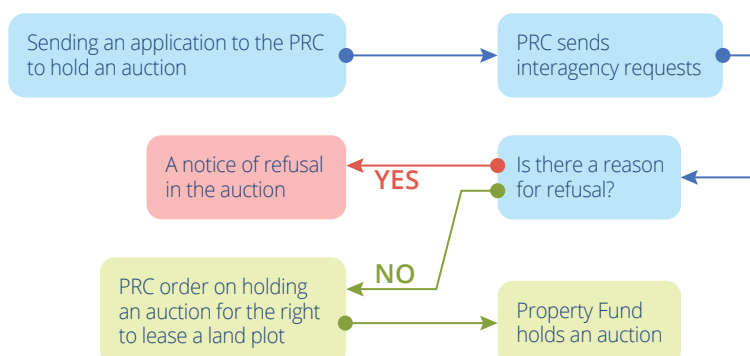 Sending an application to the PRC
to hold an auction
PRC sends
interagency requests
A notice of refusal
in the auction
YES
Is there a reason
for refusal?
NO
PRC order on holding
an auction for the right
to lease a land plot
Property Fund
holds an auction